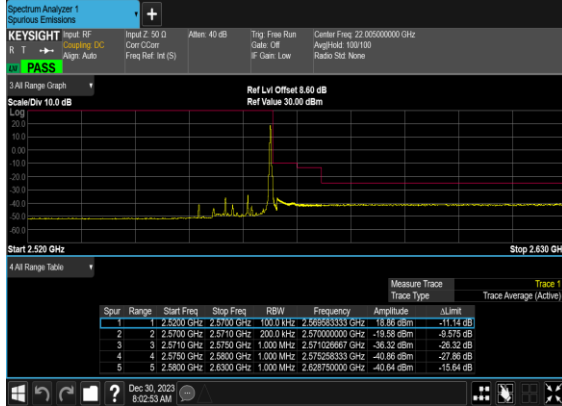 Spectrum Analyzer 1
Spurious Emissions
+
KEYSIGHT Input: RF Input Z: 50 Ω Atten: 40 dB Trig: Free Run Center Freq: 22.005000000 GHz
R T Coupling: DC Corr CCorr Gate: Off Avg|Hold: 100/100
Align: Auto Freq Ref: Int (S) IF Gain: Low Radio Std: None
PASS
3 All Range Graph
Ref Lvl Offset 8.60 dB
Scale/Div 10.0 dB Ref Value 30.00 dBm
Log
20.0
10.0
0.00
-10.0
-20.0
-30.0
-40.0
-50.0
-60.0
Start 2.520 GHz Stop 2.630 GH
4 All Range Table
Measure Trace Trace 1
Trace Type Trace Average (Active)
Spur Range Start Freq Stop Freq RBW Frequency Amplitude ΔLimit
1 1 2.5200 GHz 2.5700 GHz 100.0 kHz 2.569583333 GHz 18.86 dBm -11.14 dB
2 2 2.5700 GHz 2.5710 GHz 200.0 kHz 2.570000000 GHz -19.58 dBm -9.575 dB
3 3 2.5710 GHz 2.5750 GHz 1.000 MHz 2.571026667 GHz -36.32 dBm -26.32 dB
4 4 2.5750 GHz 2.5800 GHz 1.000 MHz 2.575258333 GHz -40.86 dBm -27.86 dB
5 5 2.5800 GHz 2.6300 GHz 1.000 MHz 2.628750000 GHz -40.64 dBm -15.64 dB
? Dec 30, 2023
8:02:53 AM